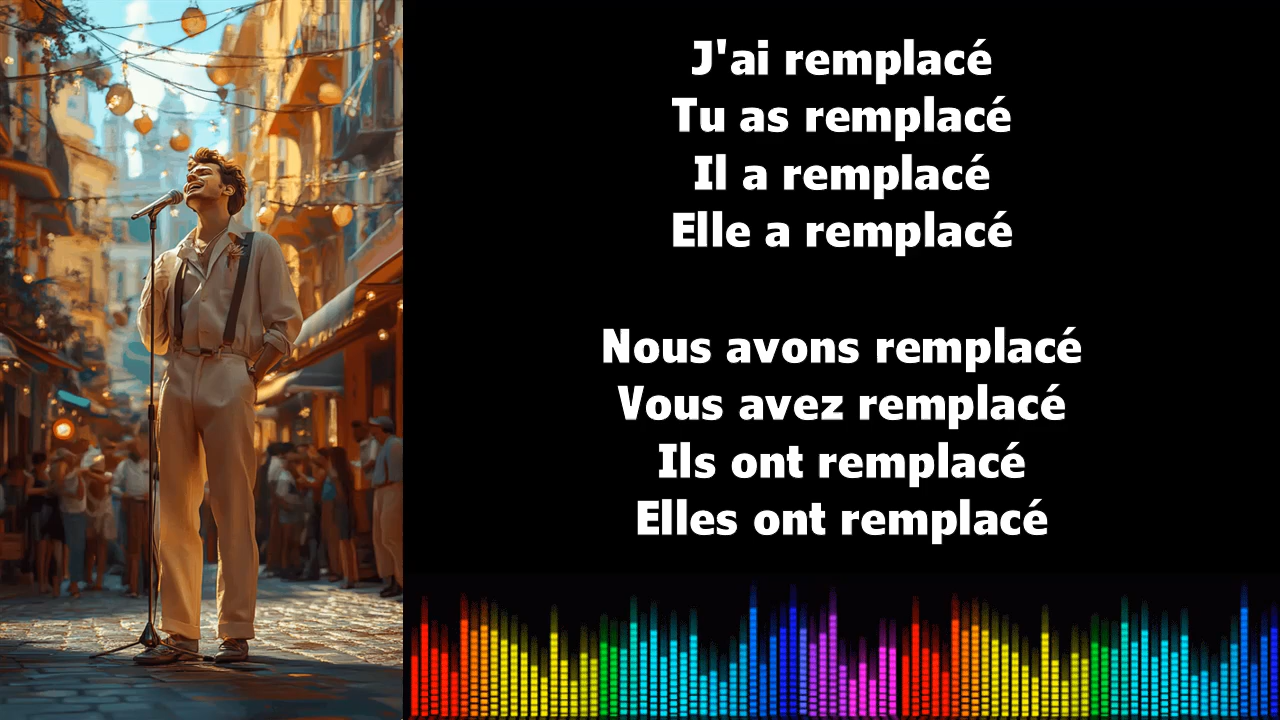 J'ai remplacé
Tu as remplacé
Il a remplacé
Elle a remplacé
Nous avons remplacé
Vous avez remplacé
Ils ont remplacé
Elles ont remplacé